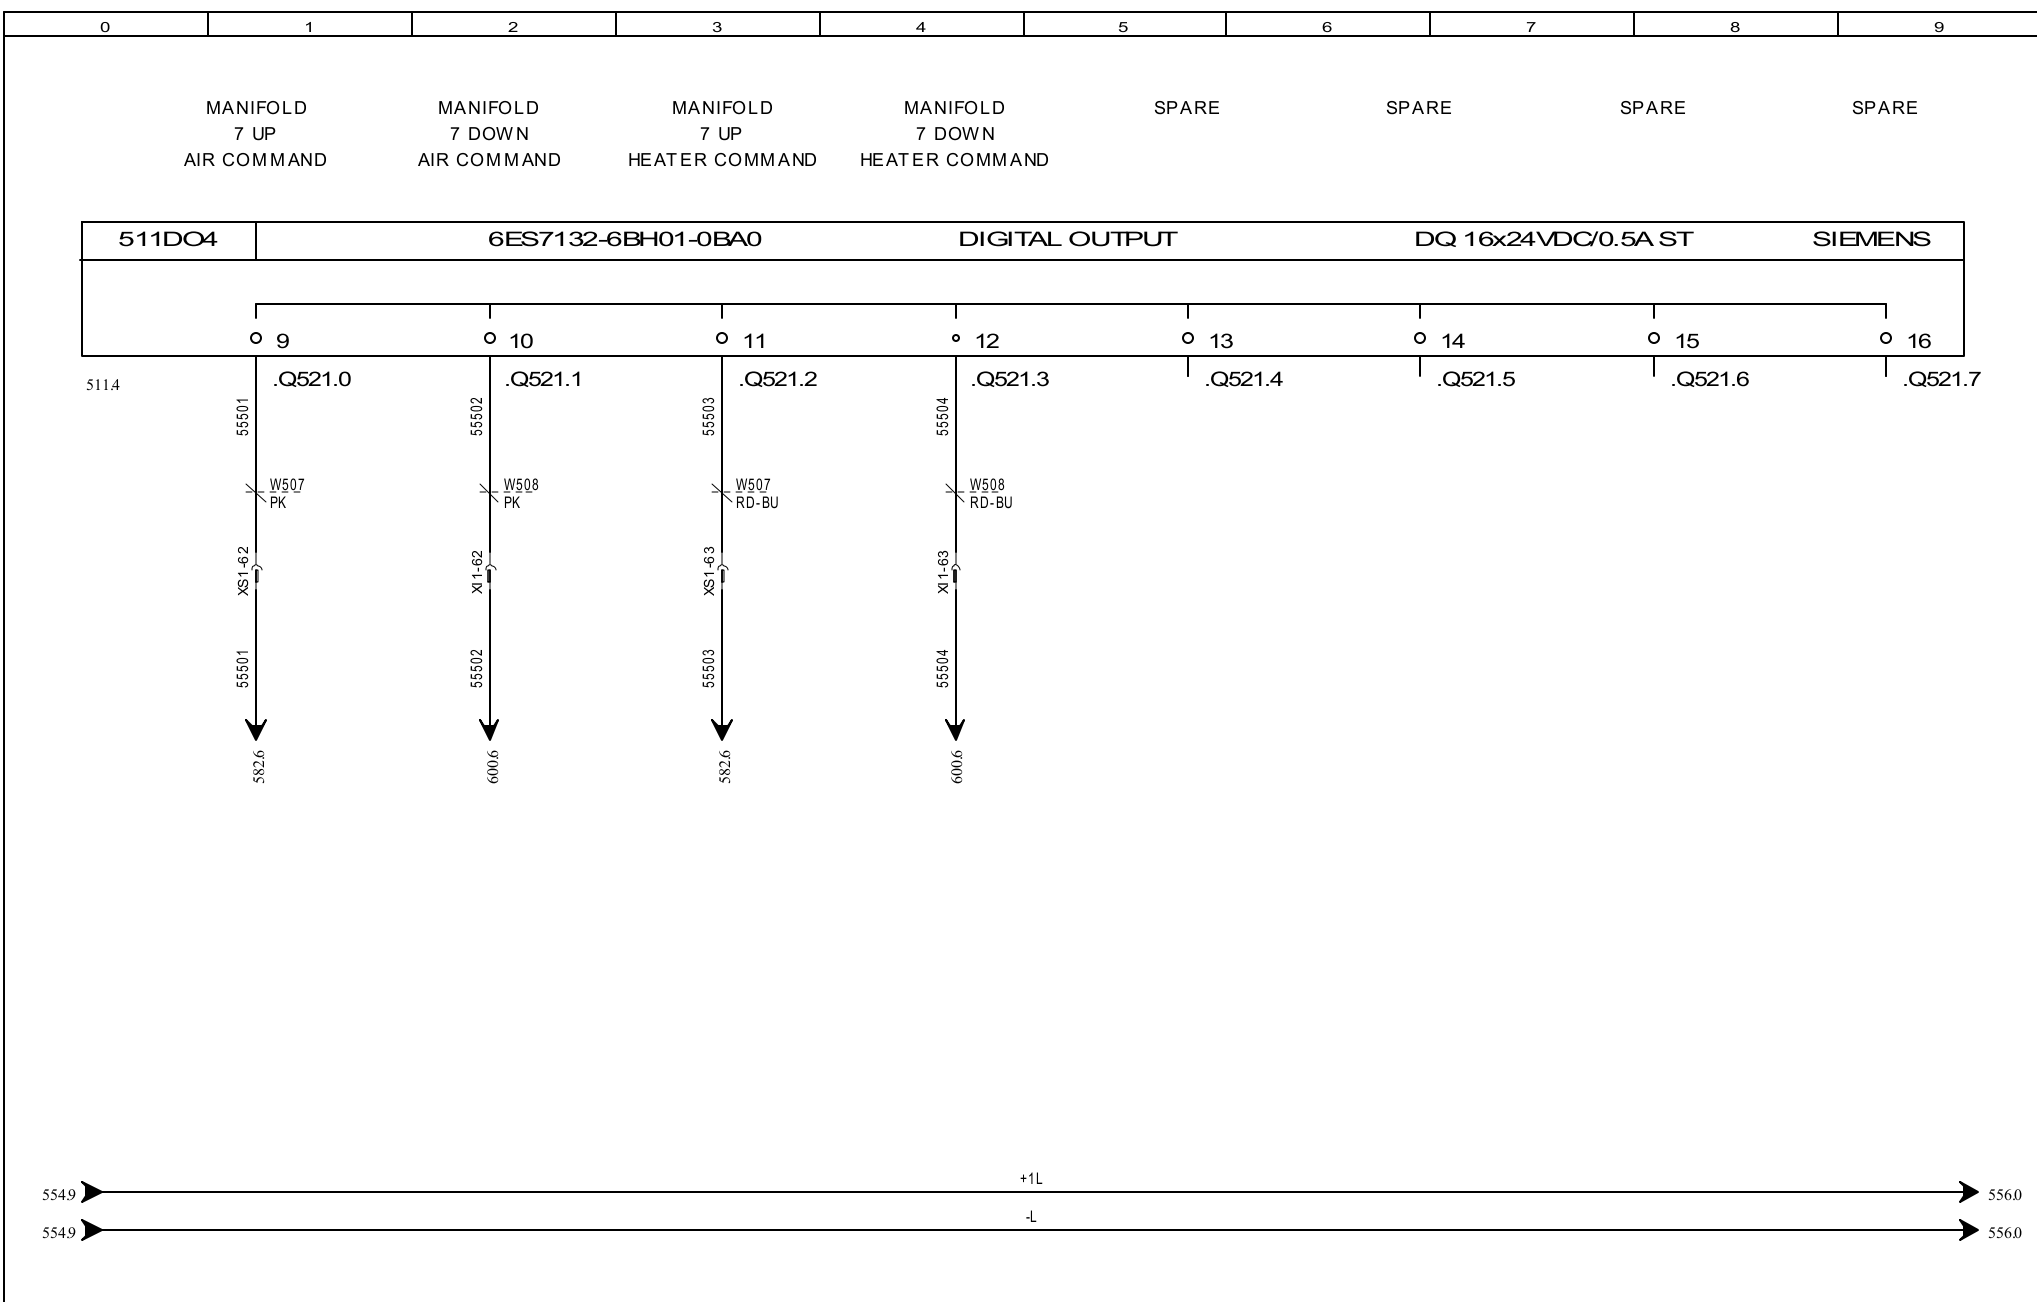 0 1 2 3 4 5 6 7 8 9
MANIFOLD MANIFOLD MANIFOLD MANIFOLD SPARE SPARE SPARE SPARE
7 UP 7 DOWN 7 UP 7 DOWN
AIR COMMAND AIR COMMAND HEATER COMMAND HEATER COMMAND
511DO4 6ES7132-6BH01-0BA0 DIGITAL OUTPUT DQ 16x24VDC/0.5A ST SIEMENS
9 10 11 12 13 14 15 16
511.4 .Q521.0 .Q521.1 .Q521.2 .Q521.3 .Q521.4 .Q521.5 .Q521.6 .Q521.7
55501 55502 55503 55504
W507 W508 W507 W508
PK PK RD-BU RD-BU
XS1-62 XI1-62 XS1-63 XI1-63
55501 55502 55503 55504
582.6 600.6 582.6 600.6
+1L
554.9 556.0
-L
554.9 556.0